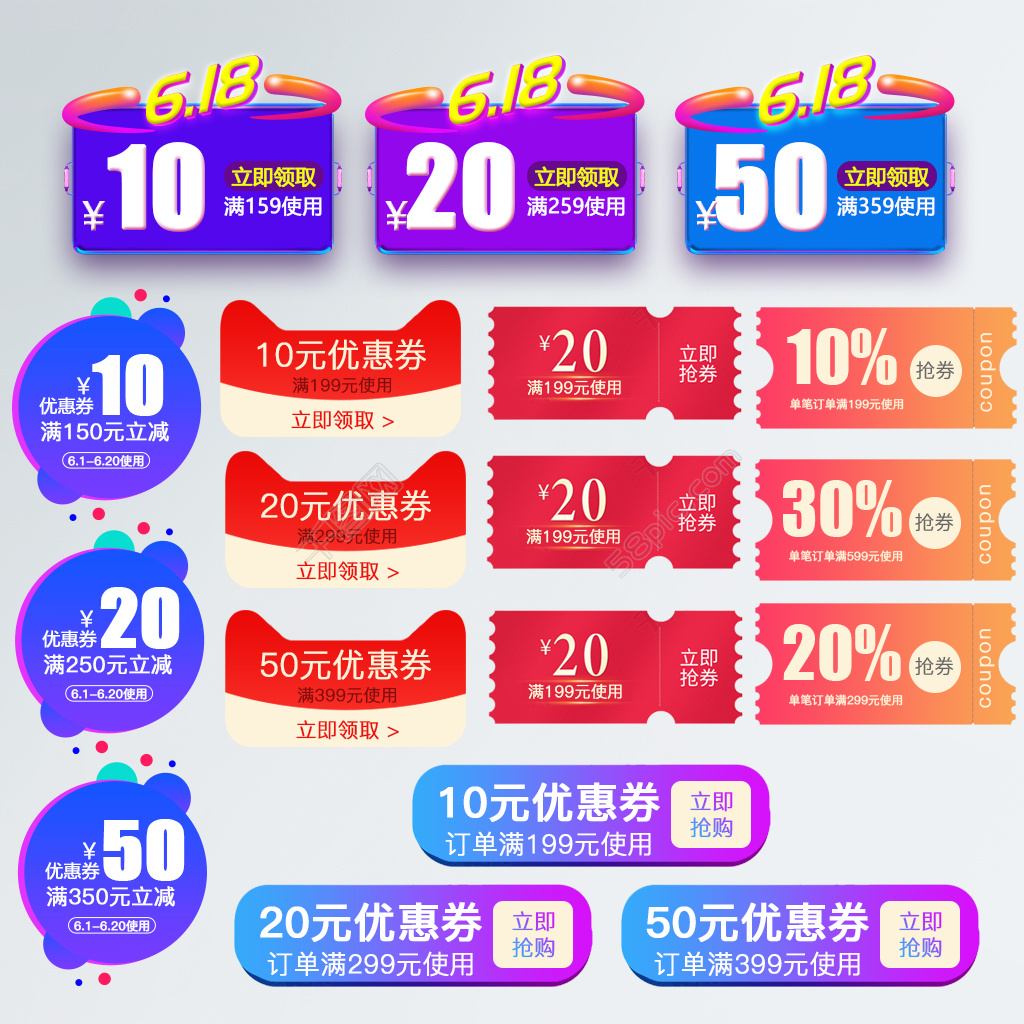 6.18
¥10
立即领取
满159使用
6.18
¥20
立即领取
满259使用
6.18
¥50
立即领取
满359使用
¥10
优惠券
满150元立减
6.1-6.20使用
¥20
优惠券
满250元立减
6.1-6.20使用
¥50
优惠券
满350元立减
6.1-6.20使用
10元优惠券
满199元使用
立即领取 >
20元优惠券
满299元使用
立即领取 >
50元优惠券
满399元使用
立即领取 >
¥20
满199元使用
立即
抢券
¥20
满199元使用
立即
抢券
¥20
满199元使用
立即
抢券
10%
单笔订单满199元使用
抢券
coupon
30%
单笔订单满599元使用
抢券
coupon
20%
单笔订单满299元使用
抢券
coupon
10元优惠券
订单满199元使用
立即
抢购
20元优惠券
订单满299元使用
立即
抢购
50元优惠券
订单满399元使用
立即
抢购
千图网
58pic.com